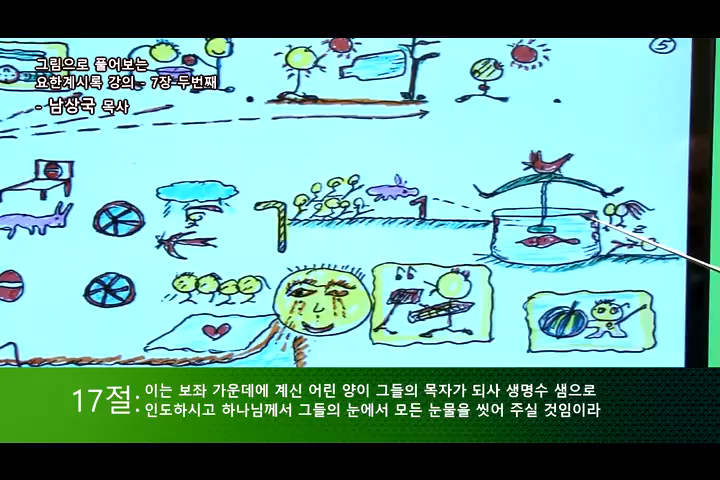 그림으로 풀어보는
요한계시록 강의 - 7장 두번째
- 남상국 목사
5
17절:
이는 보좌 가운데에 계신 어린 양이 그들의 목자가 되사 생명수 샘으로
인도하시고 하나님께서 그들의 눈에서 모든 눈물을 씻어 주실 것임이라